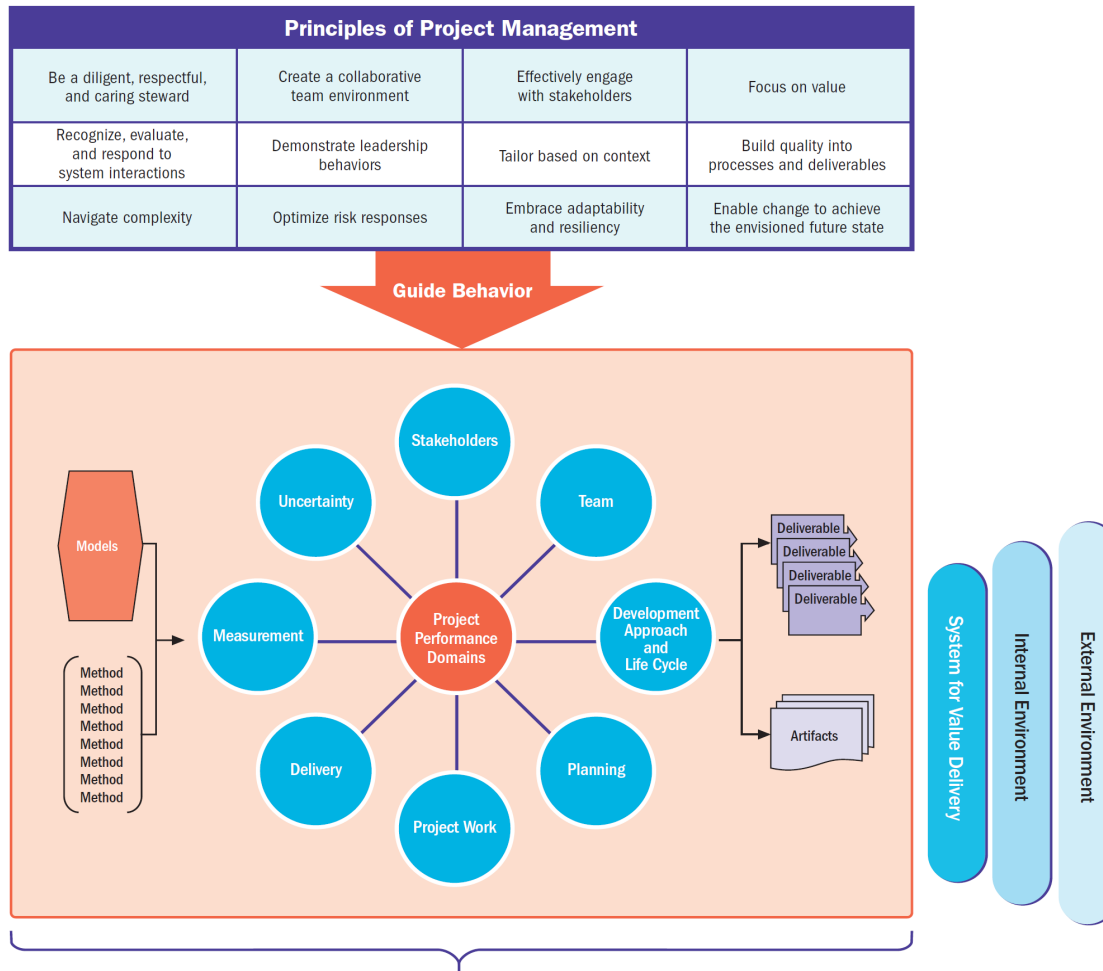 Principles of Project Management
Be a diligent, respectful,
and caring steward
Create a collaborative
team environment
Effectively engage
with stakeholders
Focus on value
Recognize, evaluate,
and respond to
system interactions
Demonstrate leadership
behaviors
Tailor based on context
Build quality into
processes and deliverables
Navigate complexity
Optimize risk responses
Embrace adaptability
and resiliency
Enable change to achieve
the envisioned future state
Guide Behavior
Models
Method
Method
Method
Method
Method
Method
Method
Method
Stakeholders
Uncertainty
Team
Measurement
Project
Performance
Domains
Development
Approach
and
Life Cycle
Delivery
Project Work
Planning
Deliverable
Deliverable
Deliverable
Deliverable
Artifacts
System for Value Delivery
Internal Environment
External Environment